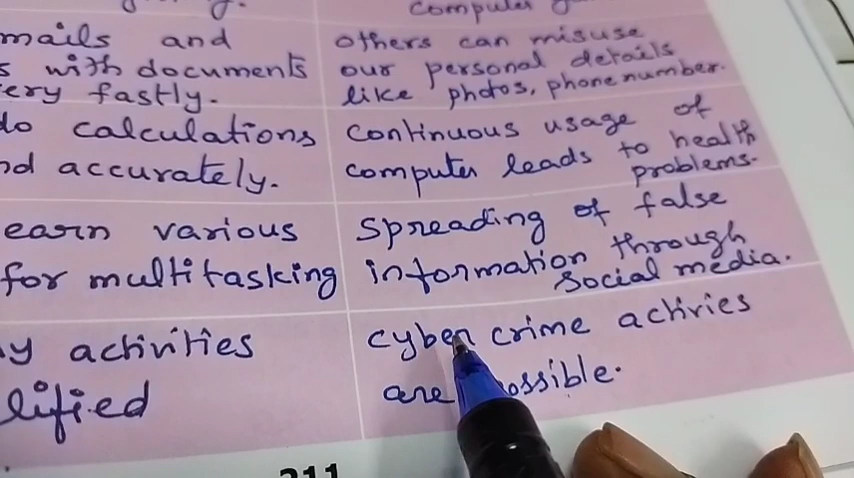 computer
mails and
with documents
fastly.
do calculations
accurately.
earn various
for multitasking
activities
lified
others can misuse
our personal details
like photos, phone number.
continuous usage of
computer leads to health
problems.
spreading of false
information through
social media.
cyber crime activies
are possible.
211